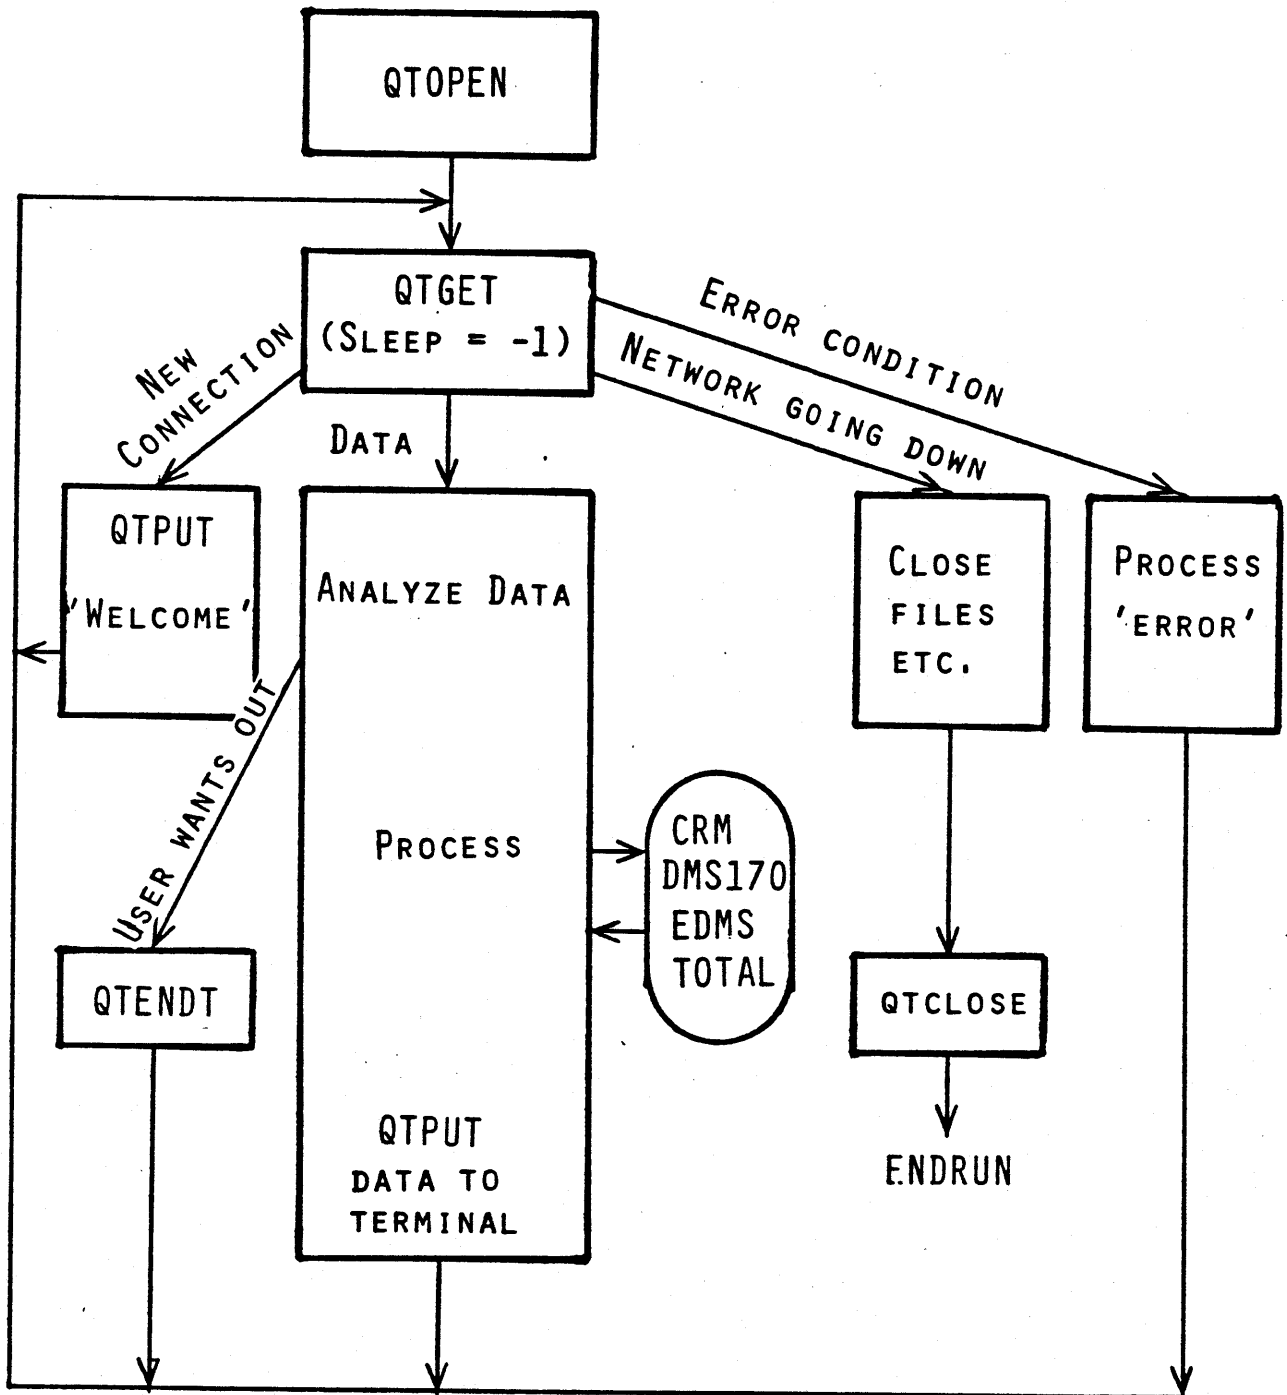 QTOPEN
QTGET
(SLEEP = -1)
NEW
CONNECTION
DATA
NETWORK GOING DOWN
ERROR CONDITION
QTPUT
'WELCOME'
ANALYZE DATA
CLOSE
FILES
ETC.
PROCESS
'ERROR'
USER WANTS OUT
PROCESS
CRM
DMS170
EDMS
TOTAL
QTENDT
QTCLOSE
QTPUT
DATA TO
TERMINAL
ENDRUN